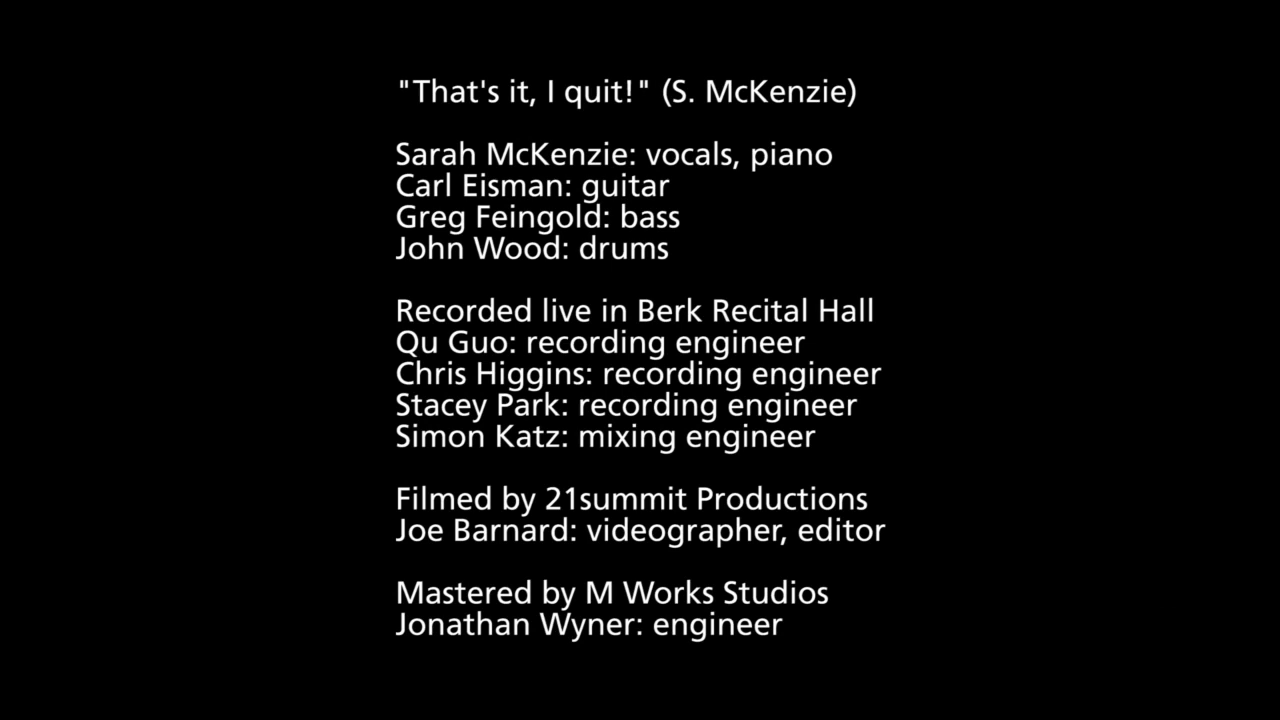 "That's it, I quit!" (S. McKenzie)
Sarah McKenzie: vocals, piano
Carl Eisman: guitar
Greg Feingold: bass
John Wood: drums
Recorded live in Berk Recital Hall
Qu Guo: recording engineer
Chris Higgins: recording engineer
Stacey Park: recording engineer
Simon Katz: mixing engineer
Filmed by 21summit Productions
Joe Barnard: videographer, editor
Mastered by M Works Studios
Jonathan Wyner: engineer